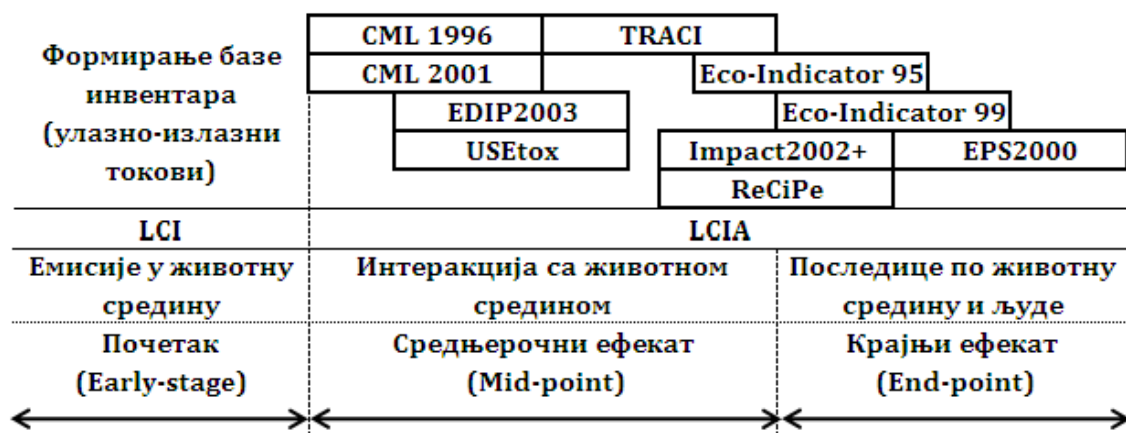 Формирање базе
инвентара
(улазно-излазни
токови)
CML 1996
TRACI
CML 2001
Eco-Indicator 95
EDIP2003
Eco-Indicator 99
USEtox
Impact2002+
EPS2000
ReCiPe
LCI
LCIA
Емисије у животну
средину
Интеракција са животном
средином
Последице по животну
средину и људе
Почетак
(Early-stage)
Средњерочни ефекат
(Mid-point)
Крајњи ефекат
(End-point)